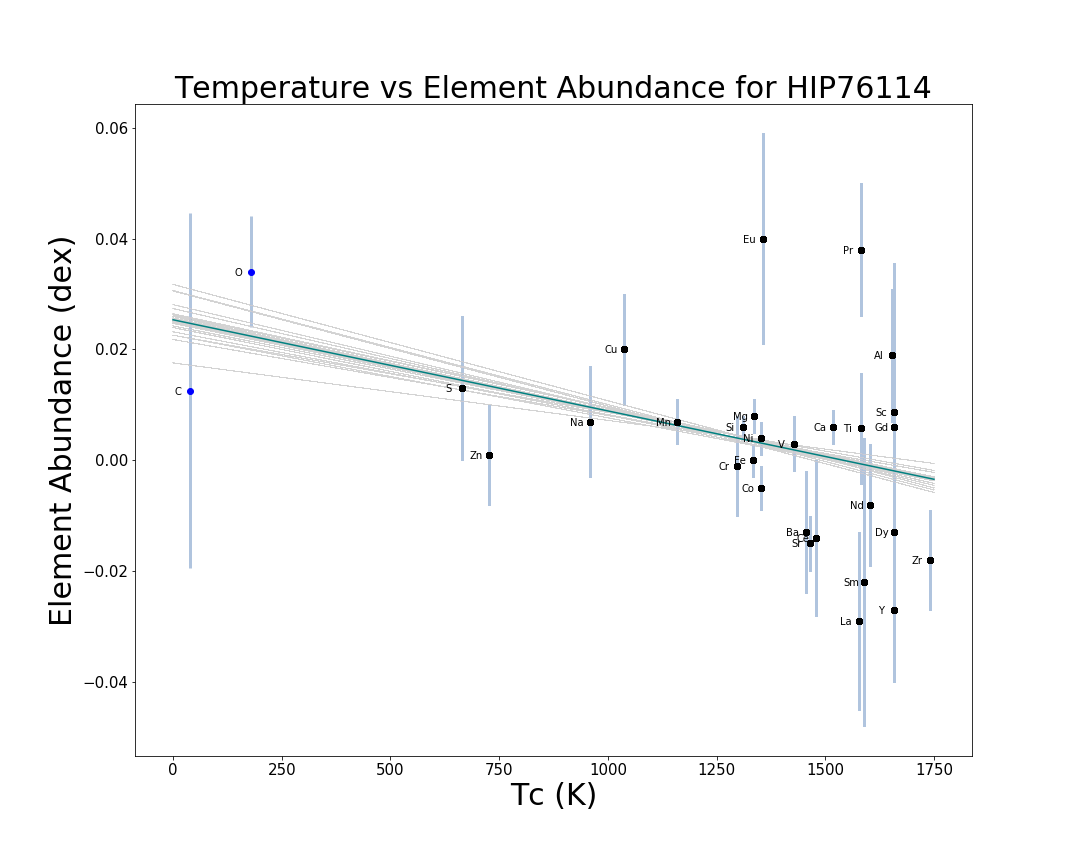 Temperature vs Element Abundance for HIP76114
Element Abundance (dex)
0.06
0.04
0.02
0.00
−0.02
−0.04
Eu
Pr
O
Cu
Al
C
S
Sc
Mg
Na
Mn
Si
Ca
Ti
Gd
Ni
V
Zn
Fe
Cr
Co
Nd
Ba
Ce
Sr
Dy
Zr
Sm
Y
La
0
250
500
750
1000
1250
1500
1750
Tc (K)